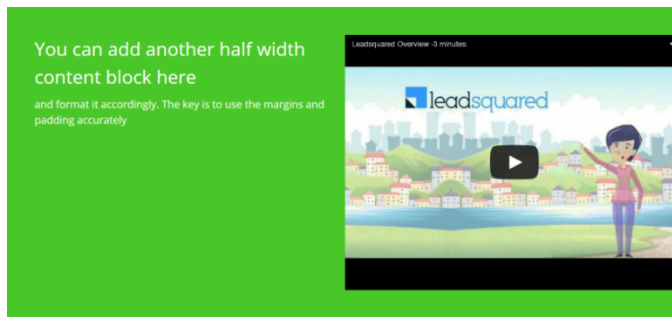 You can add another half width
content block here
and format it accordingly. The key is to use the margins and
padding accurately
Leadsquared Overview -3 minutes
leadsquared